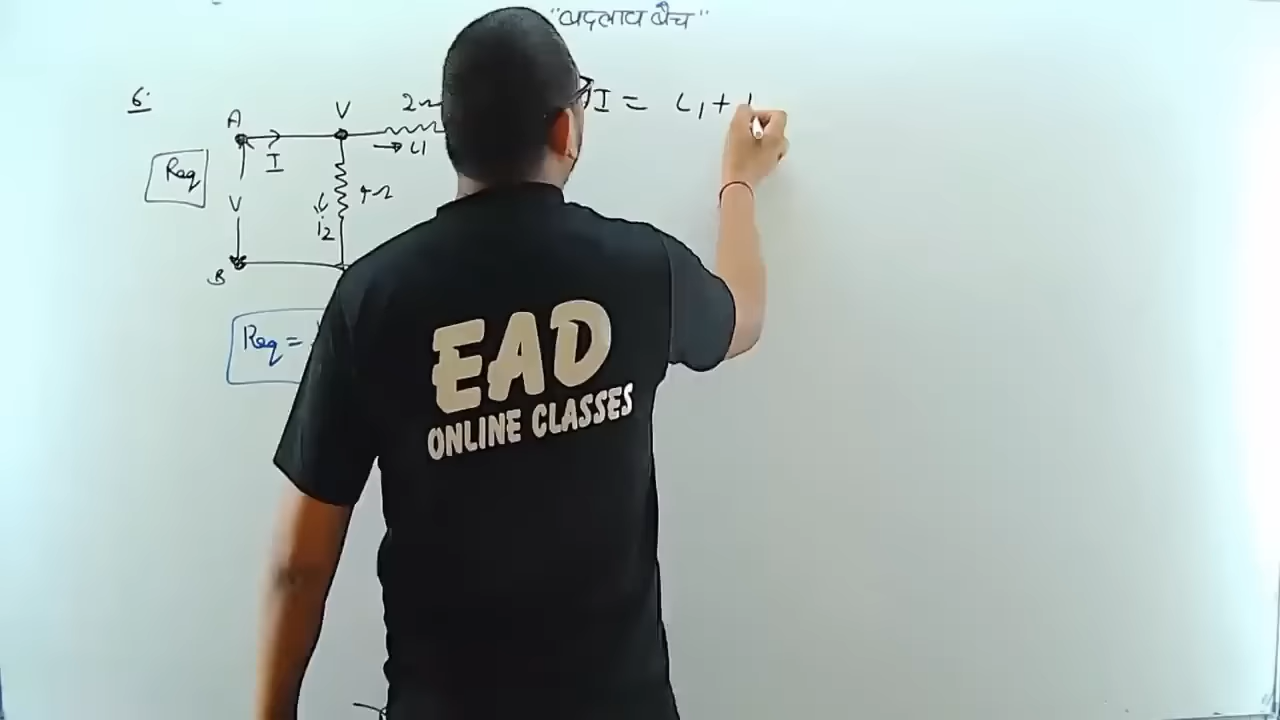 "बदलाव बैच"
6.
A
V
2Ω
I = i1 + i
I
→ i1
Req
V
4Ω
i2
B
Req =
EAD
ONLINE CLASSES